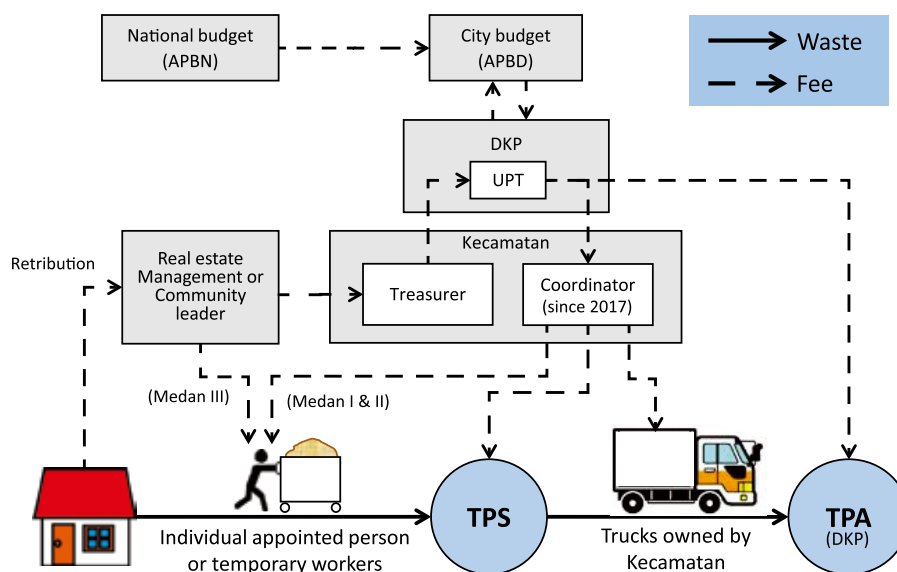 National budget
(APBN)
City budget
(APBD)
Waste
Fee
DKP
UPT
Kecamatan
Retribution
Real estate
Management or
Community
leader
Treasurer
Coordinator
(since 2017)
(Medan III)
(Medan I & II)
TPS
TPA
(DKP)
Individual appointed person
or temporary workers
Trucks owned by
Kecamatan